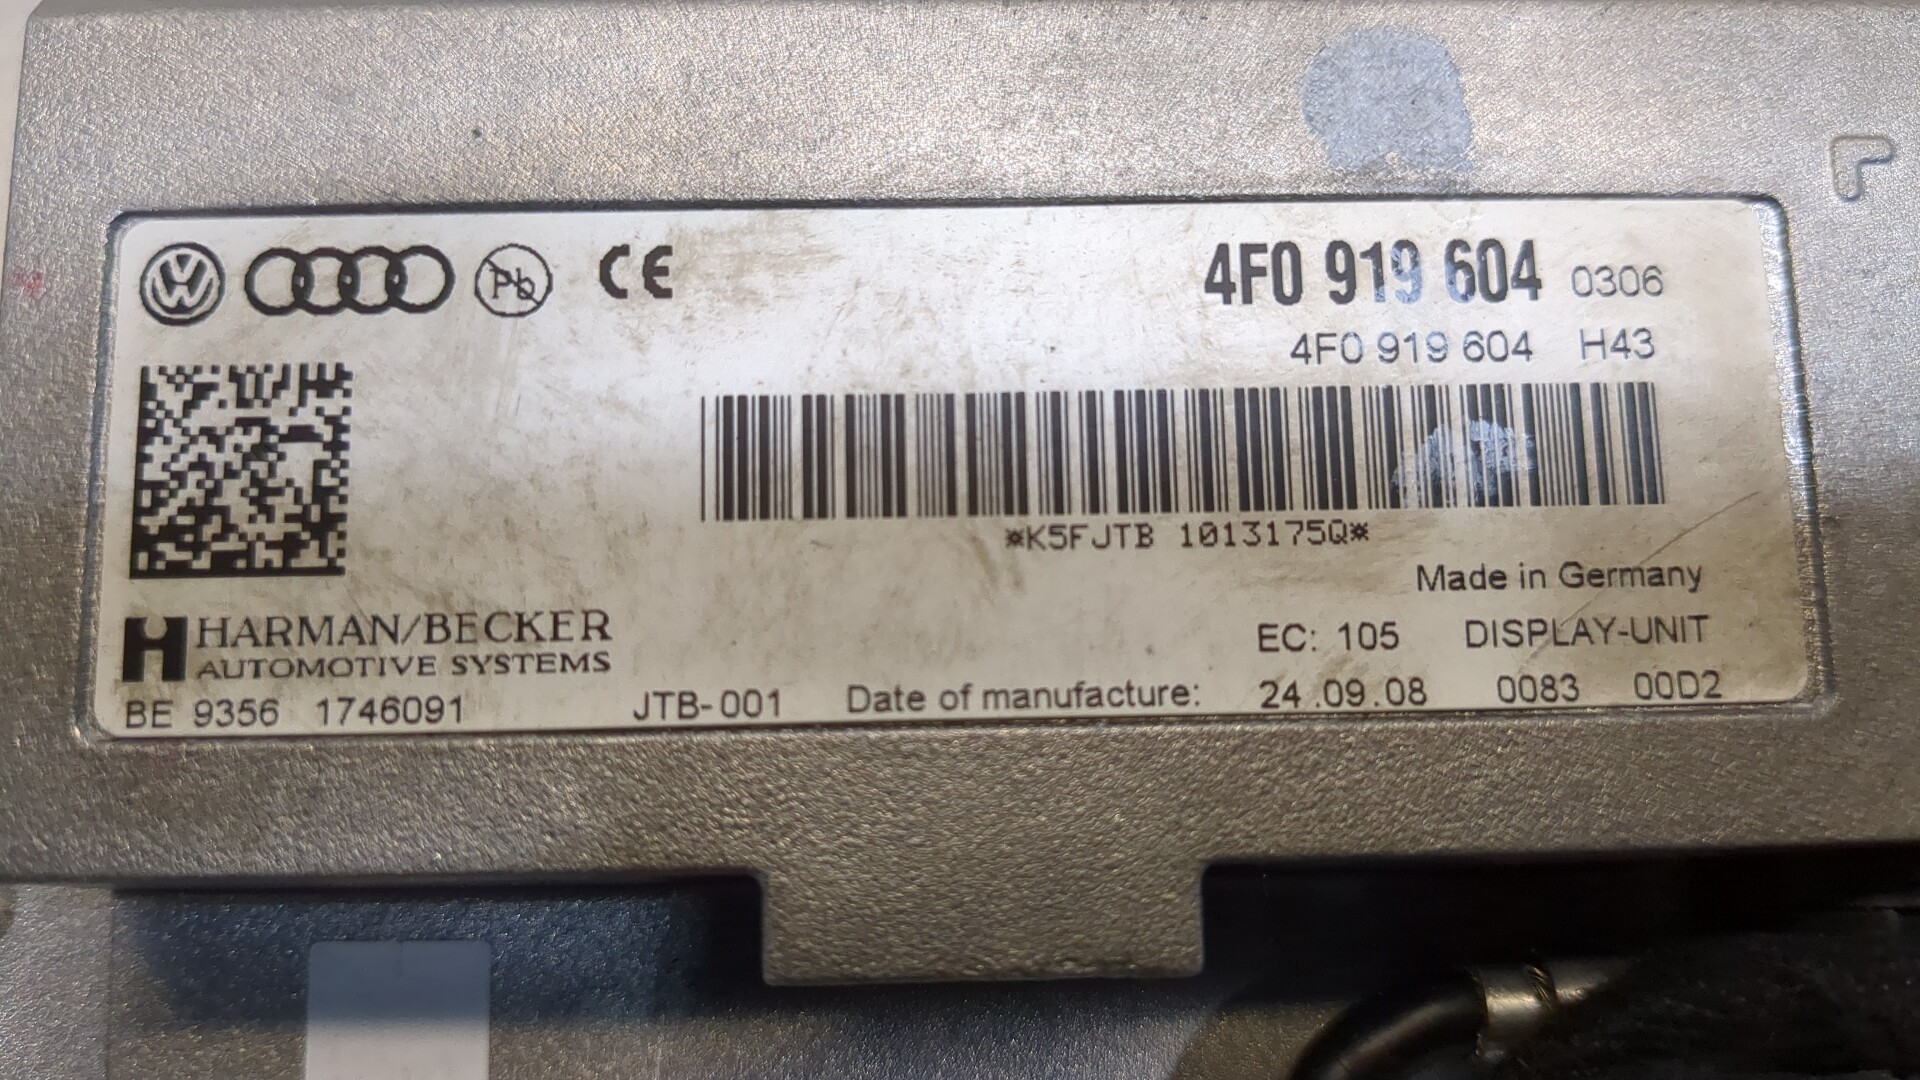 Pb CE 4F0 919 604 0306
4F0 919 604 H43
*K5FJTB 1013175Q*
Made in Germany
HARMAN/BECKER
AUTOMOTIVE SYSTEMS
EC: 105 DISPLAY-UNIT
BE 9356 1746091 JTB-001 Date of manufacture: 24.09.08 0083 00D2